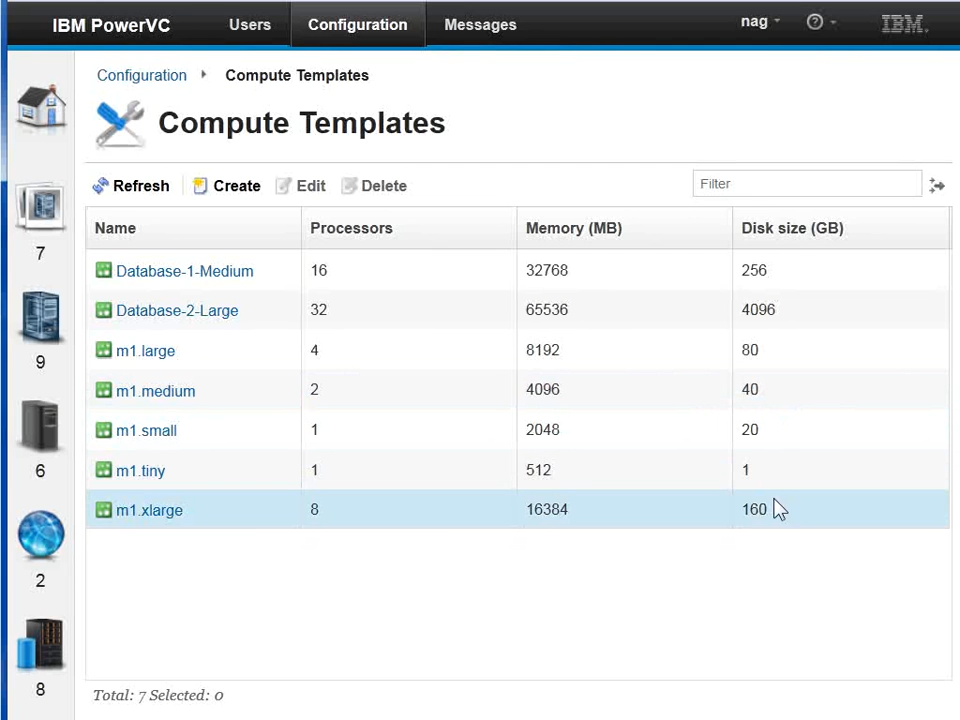 IBM PowerVC Users Configuration Messages nag ? IBM
Configuration Compute Templates
Compute Templates
Refresh Create Edit Delete Filter
Name Processors Memory (MB) Disk size (GB)
Database-1-Medium 16 32768 256
Database-2-Large 32 65536 4096
m1.large 4 8192 80
m1.medium 2 4096 40
m1.small 1 2048 20
m1.tiny 1 512 1
m1.xlarge 8 16384 160
7
9
6
2
8
Total: 7 Selected: 0